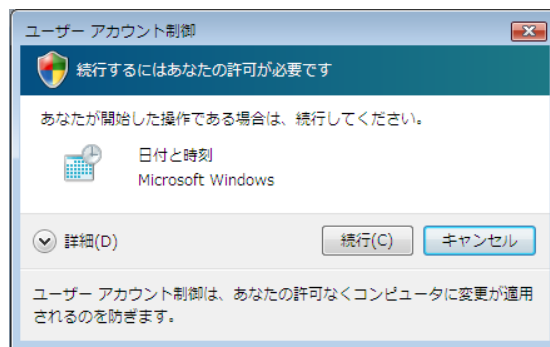 ユーザー アカウント制御
続行するにはあなたの許可が必要です
あなたが開始した操作である場合は、続行してください。
日付と時刻
Microsoft Windows
詳細(D)
続行(C)
キャンセル
ユーザー アカウント制御は、あなたの許可なくコンピュータに変更が適用
されるのを防ぎます。